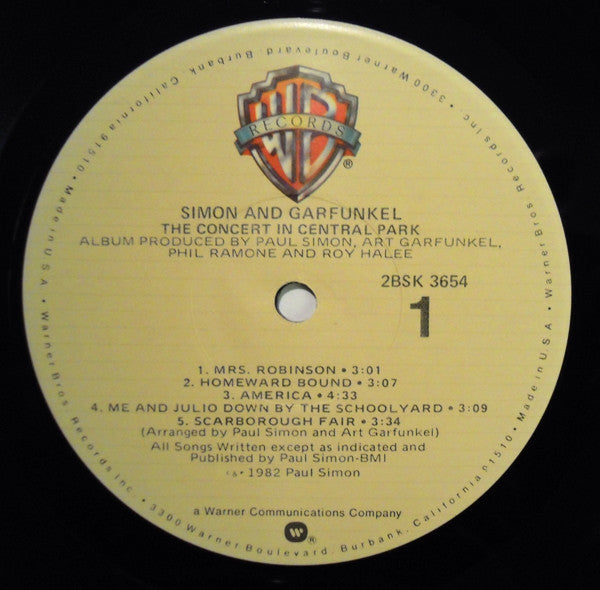 WB
RECORDS
®
SIMON AND GARFUNKEL
THE CONCERT IN CENTRAL PARK
ALBUM PRODUCED BY PAUL SIMON, ART GARFUNKEL,
PHIL RAMONE AND ROY HALEE
2BSK 3654
1
1. MRS. ROBINSON • 3:01
2. HOMEWARD BOUND • 3:07
3. AMERICA • 4:33
4. ME AND JULIO DOWN BY THE SCHOOLYARD • 3:09
5. SCARBOROUGH FAIR • 3:34
(Arranged by Paul Simon and Art Garfunkel)
All Songs Written except as indicated and
Published by Paul Simon-BMI
© ℗ 1982 Paul Simon
a Warner Communications Company
®
Warner Bros Records Inc • 3300 Warner Boulevard, Burbank, California 91510 • Made in U.S.A • Warner Bros Records Inc • 3300 Warner Boulevard, Burbank, California 91510 • Made in U.S.A •